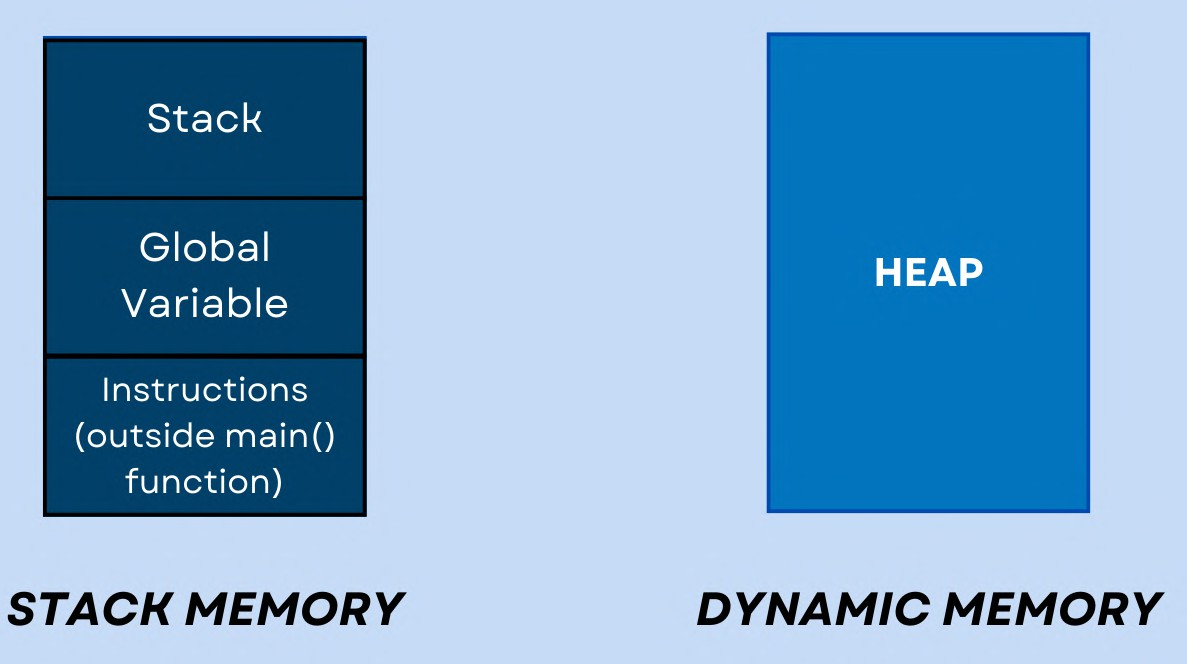 Stack
Global
Variable
Instructions
(outside main()
function)
STACK MEMORY
HEAP
DYNAMIC MEMORY